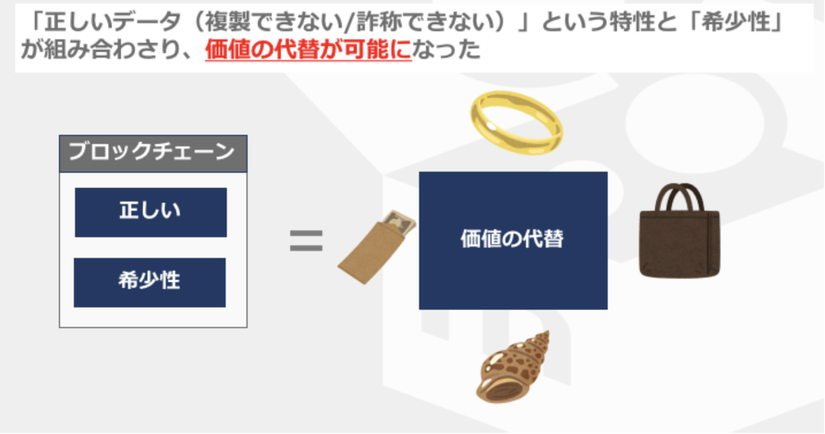 「正しいデータ（複製できない/詐称できない）」という特性と「希少性」
が組み合わさり、価値の代替が可能になった
ブロックチェーン
正しい
希少性
=
価値の代替